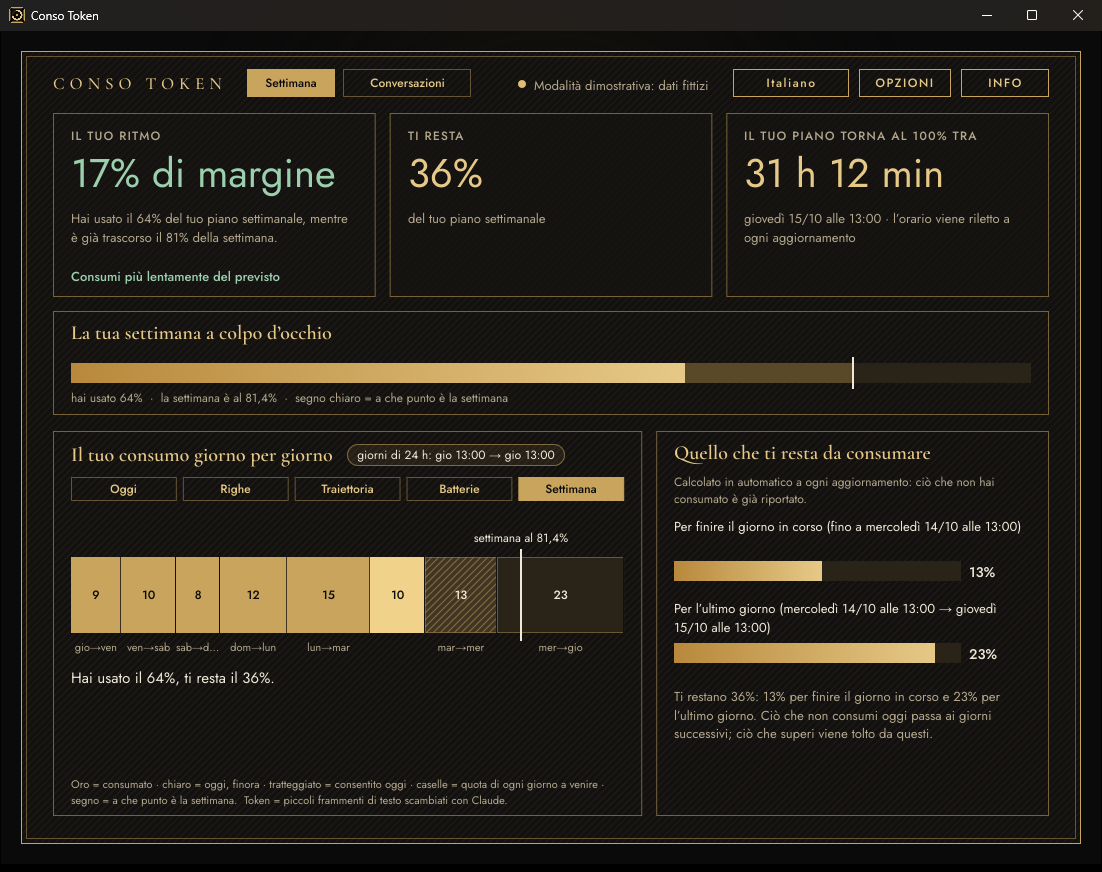 Conso Token
CONSO TOKEN
Settimana
Conversazioni
Modalità dimostrativa: dati fittizi
Italiano
OPZIONI
INFO
IL TUO RITMO
17% di margine
Hai usato il 64% del tuo piano settimanale, mentre
è già trascorso il 81% della settimana.
Consumi più lentamente del previsto
TI RESTA
36%
del tuo piano settimanale
IL TUO PIANO TORNA AL 100% TRA
31 h 12 min
giovedì 15/10 alle 13:00 · l’orario viene riletto a
ogni aggiornamento
La tua settimana a colpo d’occhio
hai usato 64% · la settimana è al 81,4% · segno chiaro = a che punto è la settimana
Il tuo consumo giorno per giorno
giorni di 24 h: gio 13:00 → gio 13:00
Oggi
Righe
Traiettoria
Batterie
Settimana
settimana al 81,4%
9
10
8
12
15
10
13
23
gio→ven
ven→sab
sab→d...
dom→lun
lun→mar
mar→mer
mer→gio
Hai usato il 64%, ti resta il 36%.
Oro = consumato · chiaro = oggi, finora · tratteggiato = consentito oggi · caselle = quota di ogni giorno a venire ·
segno = a che punto è la settimana. Token = piccoli frammenti di testo scambiati con Claude.
Quello che ti resta da consumare
Calcolato in automatico a ogni aggiornamento: ciò che non hai
consumato è già riportato.
Per finire il giorno in corso (fino a mercoledì 14/10 alle 13:00)
13%
Per l’ultimo giorno (mercoledì 14/10 alle 13:00 → giovedì
15/10 alle 13:00)
23%
Ti restano 36%: 13% per finire il giorno in corso e 23% per
l’ultimo giorno. Ciò che non consumi oggi passa ai giorni
successivi; ciò che superi viene tolto da questi.